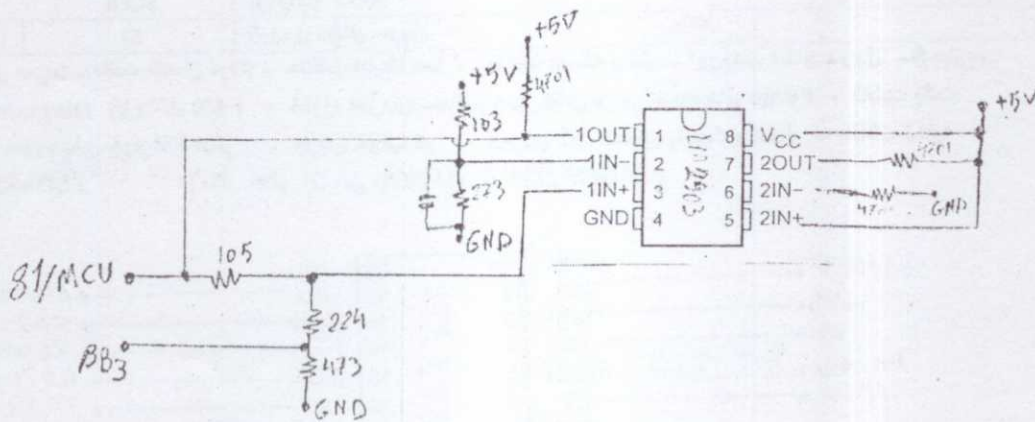 +5V
+5V
4701
103
+5V
1OUT 1 8 VCC
1IN- 2 7 2OUT 4701
1IN+ 3 6 2IN-
GND 4 5 2IN+
GND
223
GND
105
81/MCU
224
BB3
473
GND